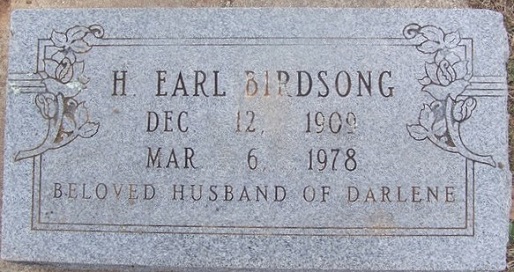 H. EARL BIRDSONG
DEC 12, 1909
MAR 6, 1978
BELOVED HUSBAND OF DARLENE